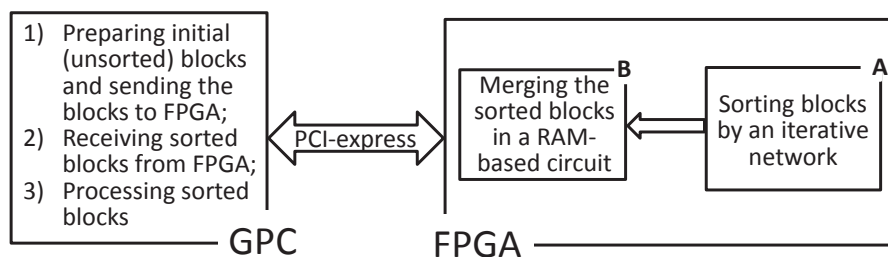 1) Preparing initial
(unsorted) blocks
and sending the
blocks to FPGA;
2) Receiving sorted
blocks from FPGA;
3) Processing sorted
blocks
GPC
PCI-express
B
Merging the
sorted blocks
in a RAM-
based circuit
A
Sorting blocks
by an iterative
network
FPGA